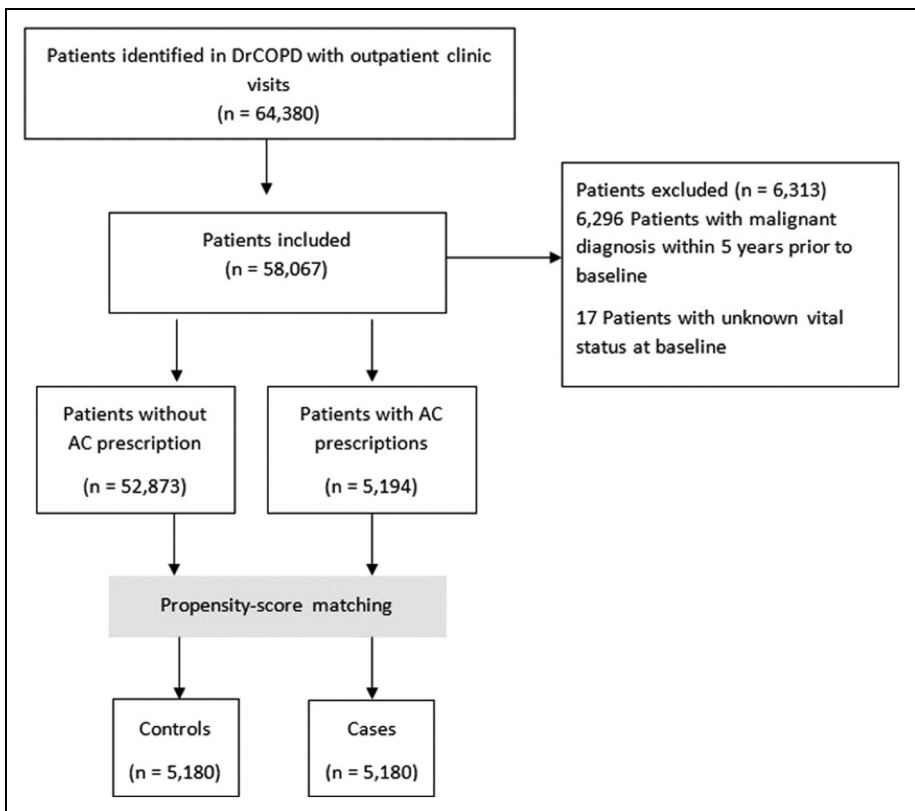 Patients identified in DrCOPD with outpatient clinic
visits
(n = 64,380)
Patients excluded (n = 6,313)
6,296 Patients with malignant
diagnosis within 5 years prior to
baseline
17 Patients with unknown vital
status at baseline
Patients included
(n = 58,067)
Patients without
AC prescription
(n = 52,873)
Patients with AC
prescriptions
(n = 5,194)
Propensity-score matching
Controls
(n = 5,180)
Cases
(n = 5,180)